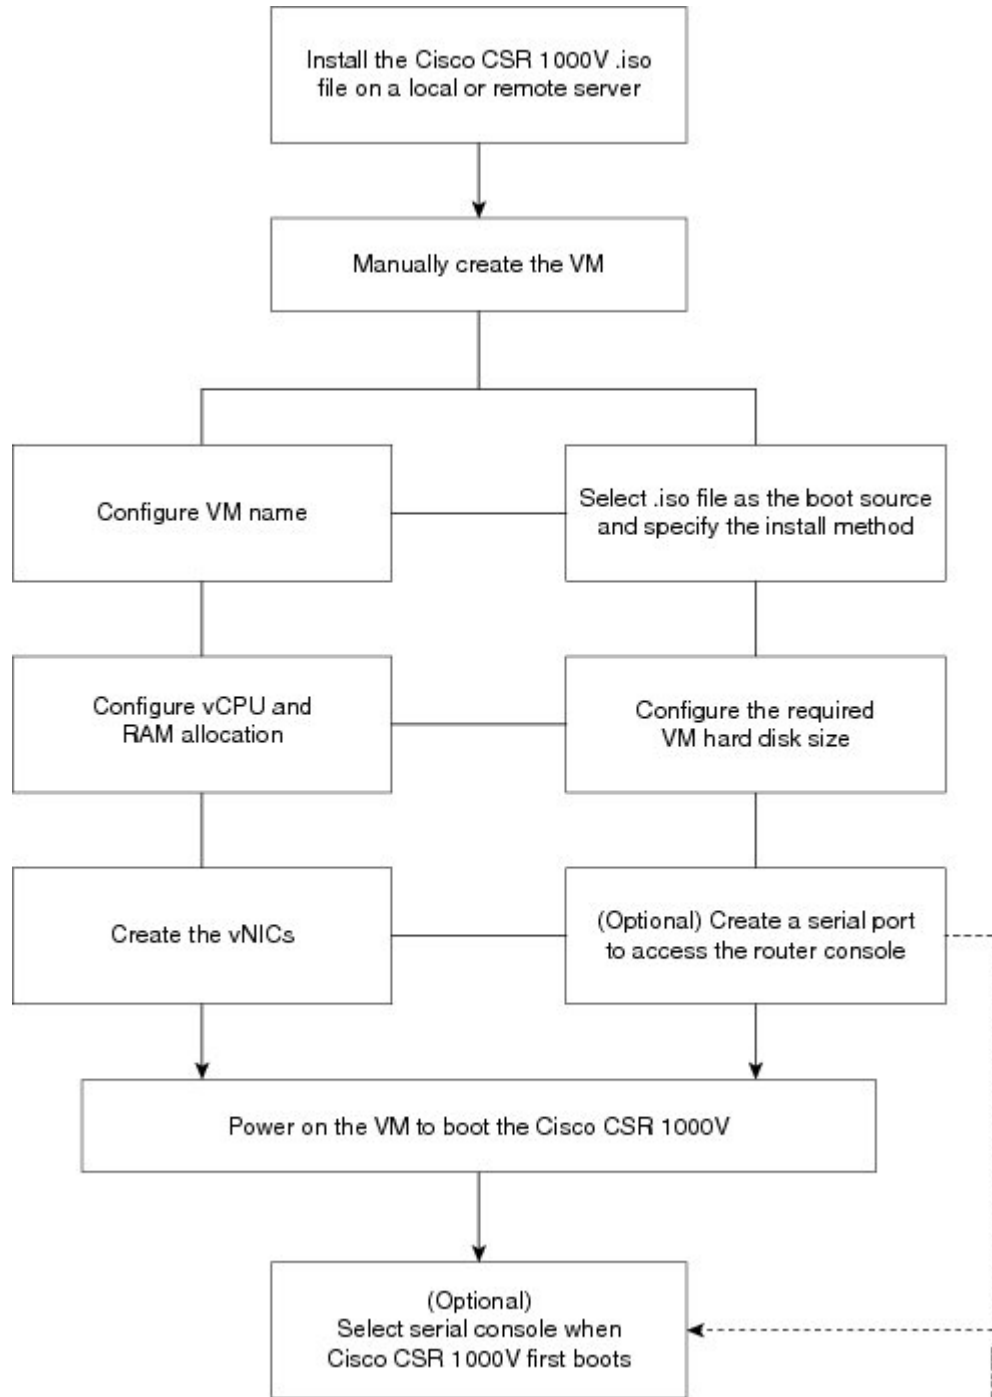 Install the Cisco CSR 1000V .iso
file on a local or remote server
Manually create the VM
Configure VM name
Select .iso file as the boot source
and specify the install method
Configure vCPU and
RAM allocation
Configure the required
VM hard disk size
Create the vNICs
(Optional) Create a serial port
to access the router console
Power on the VM to boot the Cisco CSR 1000V
(Optional)
Select serial console when
Cisco CSR 1000V first boots